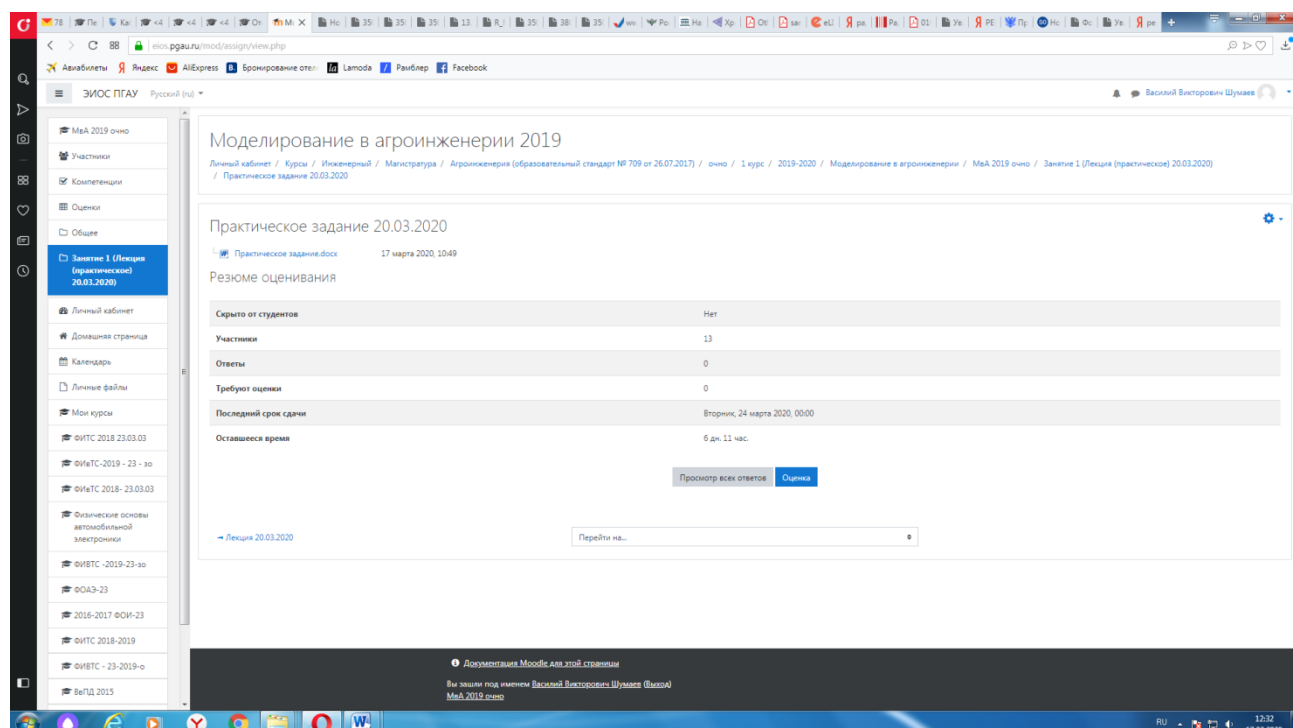 eios.pgau.ru/mod/assign/view.php
Авиабилеты Яндекс AliExpress Lamoda Рамблер Facebook
ЭИОС ПГАУ Русский (ru) Василий Викторович Шумаев
МвА 2019 очно
Участники
Компетенции
Оценки
Общее
Занятие 1 (Лекция
(практическое)
20.03.2020)
Личный кабинет
Домашняя страница
Календарь
Личные файлы
Мои курсы
ФИТС 2018 23.03.03
ФИвТС-2019 - 23 - зо
ФИвТС 2018- 23.03.03
Физические основы
автомобильной
электроники
ФИВТС -2019-23-зо
ФОАЭ-23
2016-2017 ФОИ-23
ФИТС 2018-2019
ФИВТС - 23-2019-о
ВвПД 2015
Моделирование в агроинженерии 2019
Личный кабинет / Курсы / Инженерный / Магистратура / Агроинженерия (образовательный стандарт № 709 от 26.07.2017) / очно / 1 курс / 2019-2020 / Моделирование в агроинженерии / МвА 2019 очно / Занятие 1 (Лекция (практическое) 20.03.2020)
/ Практическое задание 20.03.2020
Практическое задание 20.03.2020
Практическое задание.docx 17 марта 2020, 10:49
Резюме оценивания
Скрыто от студентов Нет
Участники 13
Ответы 0
Требуют оценки 0
Последний срок сдачи Вторник, 24 марта 2020, 00:00
Оставшееся время 6 дн. 11 час.
Просмотр всех ответов Оценка
→ Лекция 20.03.2020 Перейти на...
Документация Moodle для этой страницы
Вы зашли под именем Василий Викторович Шумаев (Выход)
МвА 2019 очно
RU 12:32